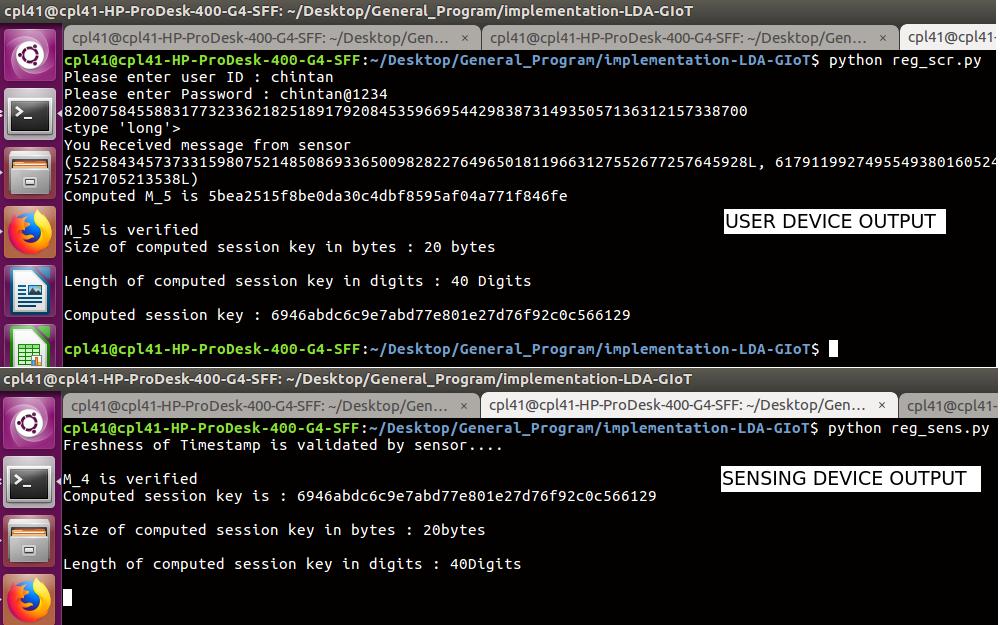 cpl41@cpl41-HP-ProDesk-400-G4-SFF: ~/Desktop/General_Program/implementation-LDA-GIoT
cpl41@cpl41-HP-ProDesk-400-G4-SFF: ~/Desktop/Gen... × cpl41@cpl41-HP-ProDesk-400-G4-SFF: ~/Desktop/Gen... × cpl41@cpl41-
cpl41@cpl41-HP-ProDesk-400-G4-SFF:~/Desktop/General_Program/implementation-LDA-GIoT$ python reg_scr.py
Please enter user ID : chintan
Please enter Password : chintan@1234
82007584558831773233621825189179208453596695442983873149350571363121573387​00
<type 'long'>
You Received message from sensor
(52258434573733159807521485086933650098282276496501811966312755267725764592​8L, 617911992749554938016052​4
7521705213538L)
Computed M_5 is 5bea2515f8be0da30c4dbf8595af04a771f846fe
USER DEVICE OUTPUT
M_5 is verified
Size of computed session key in bytes : 20 bytes
Length of computed session key in digits : 40 Digits
Computed session key : 6946abdc6c9e7abd77e801e27d76f92c0c566129
cpl41@cpl41-HP-ProDesk-400-G4-SFF:~/Desktop/General_Program/implementation-LDA-GIoT$
cpl41@cpl41-HP-ProDesk-400-G4-SFF: ~/Desktop/General_Program/implementation-LDA-GIoT
cpl41@cpl41-HP-ProDesk-400-G4-SFF: ~/Desktop/Gen... × cpl41@cpl41-HP-ProDesk-400-G4-SFF: ~/Desktop/Gen... × cpl41@cpl41-
cpl41@cpl41-HP-ProDesk-400-G4-SFF:~/Desktop/General_Program/implementation-LDA-GIoT$ python reg_sens.py
Freshness of Timestamp is validated by sensor....
SENSING DEVICE OUTPUT
M_4 is verified
Computed session key is : 6946abdc6c9e7abd77e801e27d76f92c0c566129
Size of computed session key in bytes : 20bytes
Length of computed session key in digits : 40Digits